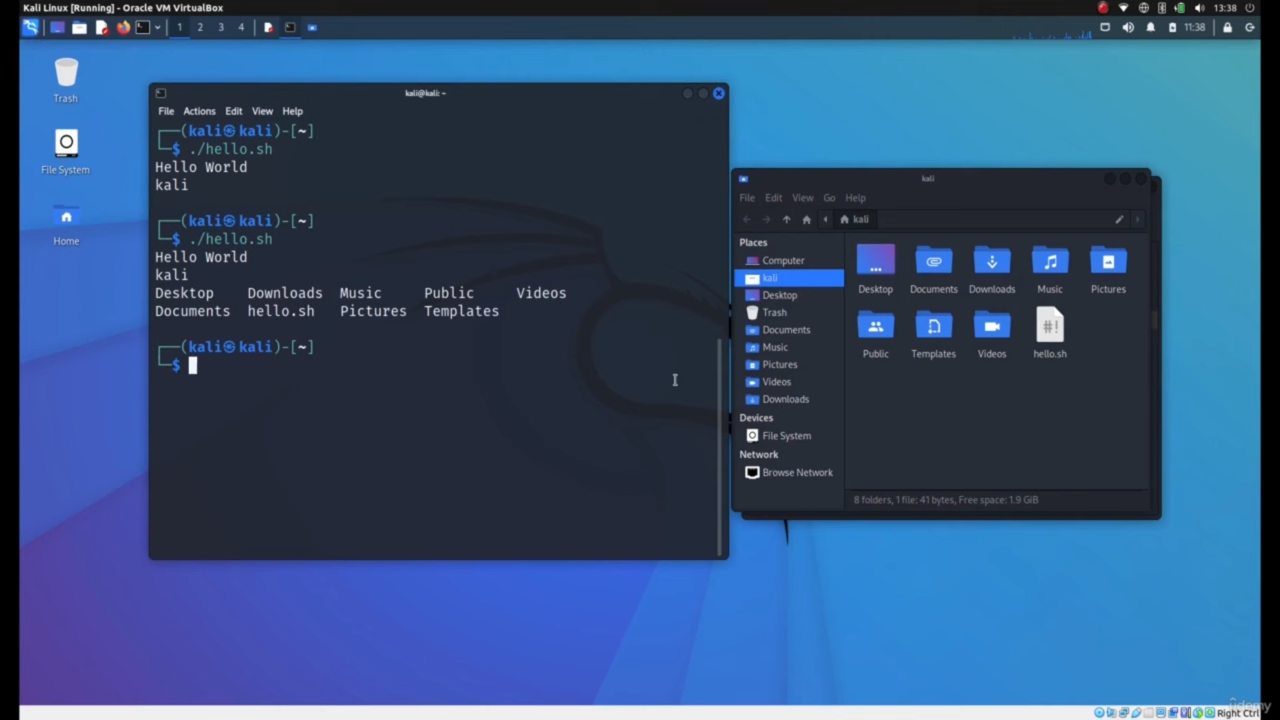 Kali Linux [Running] - Oracle VM VirtualBox
13:38
1 2 3 4
11:38
Trash
File System
Home
kali@kali: ~
File Actions Edit View Help
┌──(kali㉿kali)-[~]
└─$ ./hello.sh
Hello World
kali
┌──(kali㉿kali)-[~]
└─$ ./hello.sh
Hello World
kali
Desktop Downloads Music Public Videos
Documents hello.sh Pictures Templates
┌──(kali㉿kali)-[~]
└─$
kali
File Edit View Go Help
kali
Places
Computer
kali
Desktop
Trash
Documents
Music
Pictures
Videos
Downloads
Devices
File System
Network
Browse Network
Desktop Documents Downloads Music Pictures
#!
Public Templates Videos hello.sh
8 folders, 1 file: 41 bytes, Free space: 1.9 GiB
udemy
Right Ctrl